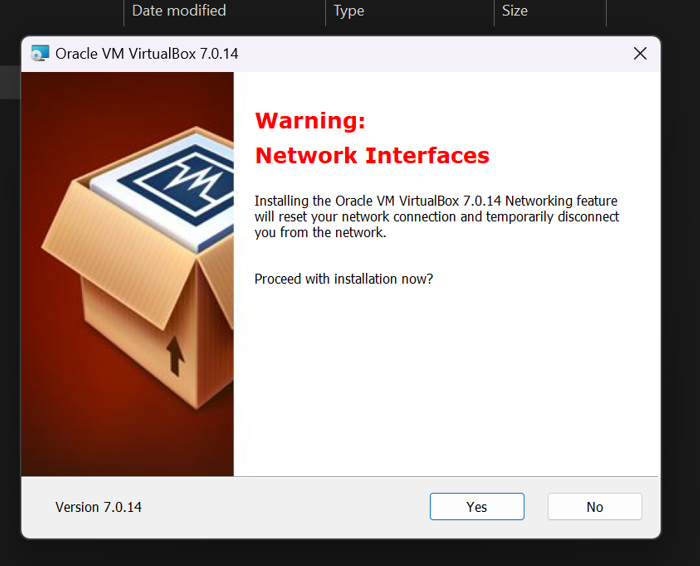 Date modified Type Size
Oracle VM VirtualBox 7.0.14
Warning:
Network Interfaces
Installing the Oracle VM VirtualBox 7.0.14 Networking feature
will reset your network connection and temporarily disconnect
you from the network.
Proceed with installation now?
Version 7.0.14
Yes
No